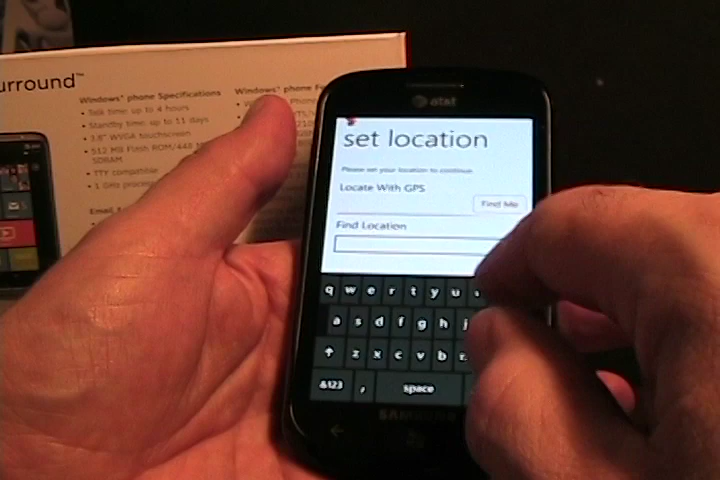 urround™
Windows® phone Specifications
• Talk time: up to 4 hours
• Standby time: up to 11 days
• 3.8" WVGA touchscreen
• 512 MB Flash ROM/448 M
SDRAM
• TTY compatible
• 1 GHz process
Email
Windows® phone
at&t
set location
Please set your location to continue
Locate With GPS
Find Me
Find Location
q w e r t y u
a s d f g h j
z x c v b
&123 , space
SAMSUNG